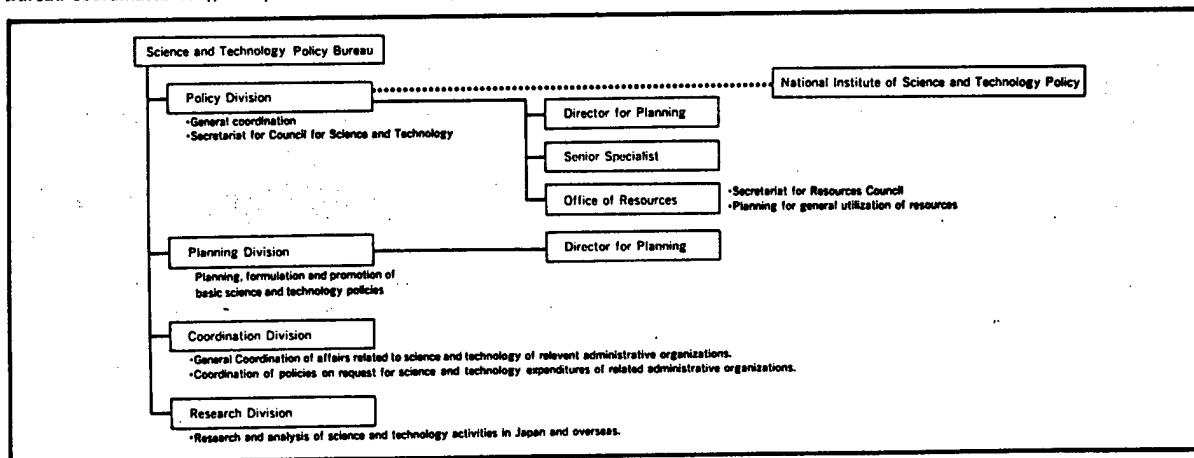 Science and Technology Policy Bureau
National Institute of Science and Technology Policy
Policy Division
•General coordination
•Secretariat for Council for Science and Technology
Director for Planning
Senior Specialist
Office of Resources
•Secretariat for Resources Council
•Planning for general utilization of resources
Planning Division
Director for Planning
Planning, formulation and promotion of
basic science and technology policies
Coordination Division
•General Coordination of affairs related to science and technology of relevent administrative organizations.
•Coordination of policies on request for science and technology expenditures of related administrative organizations.
Research Division
•Research and analysis of science and technology activities in Japan and overseas.